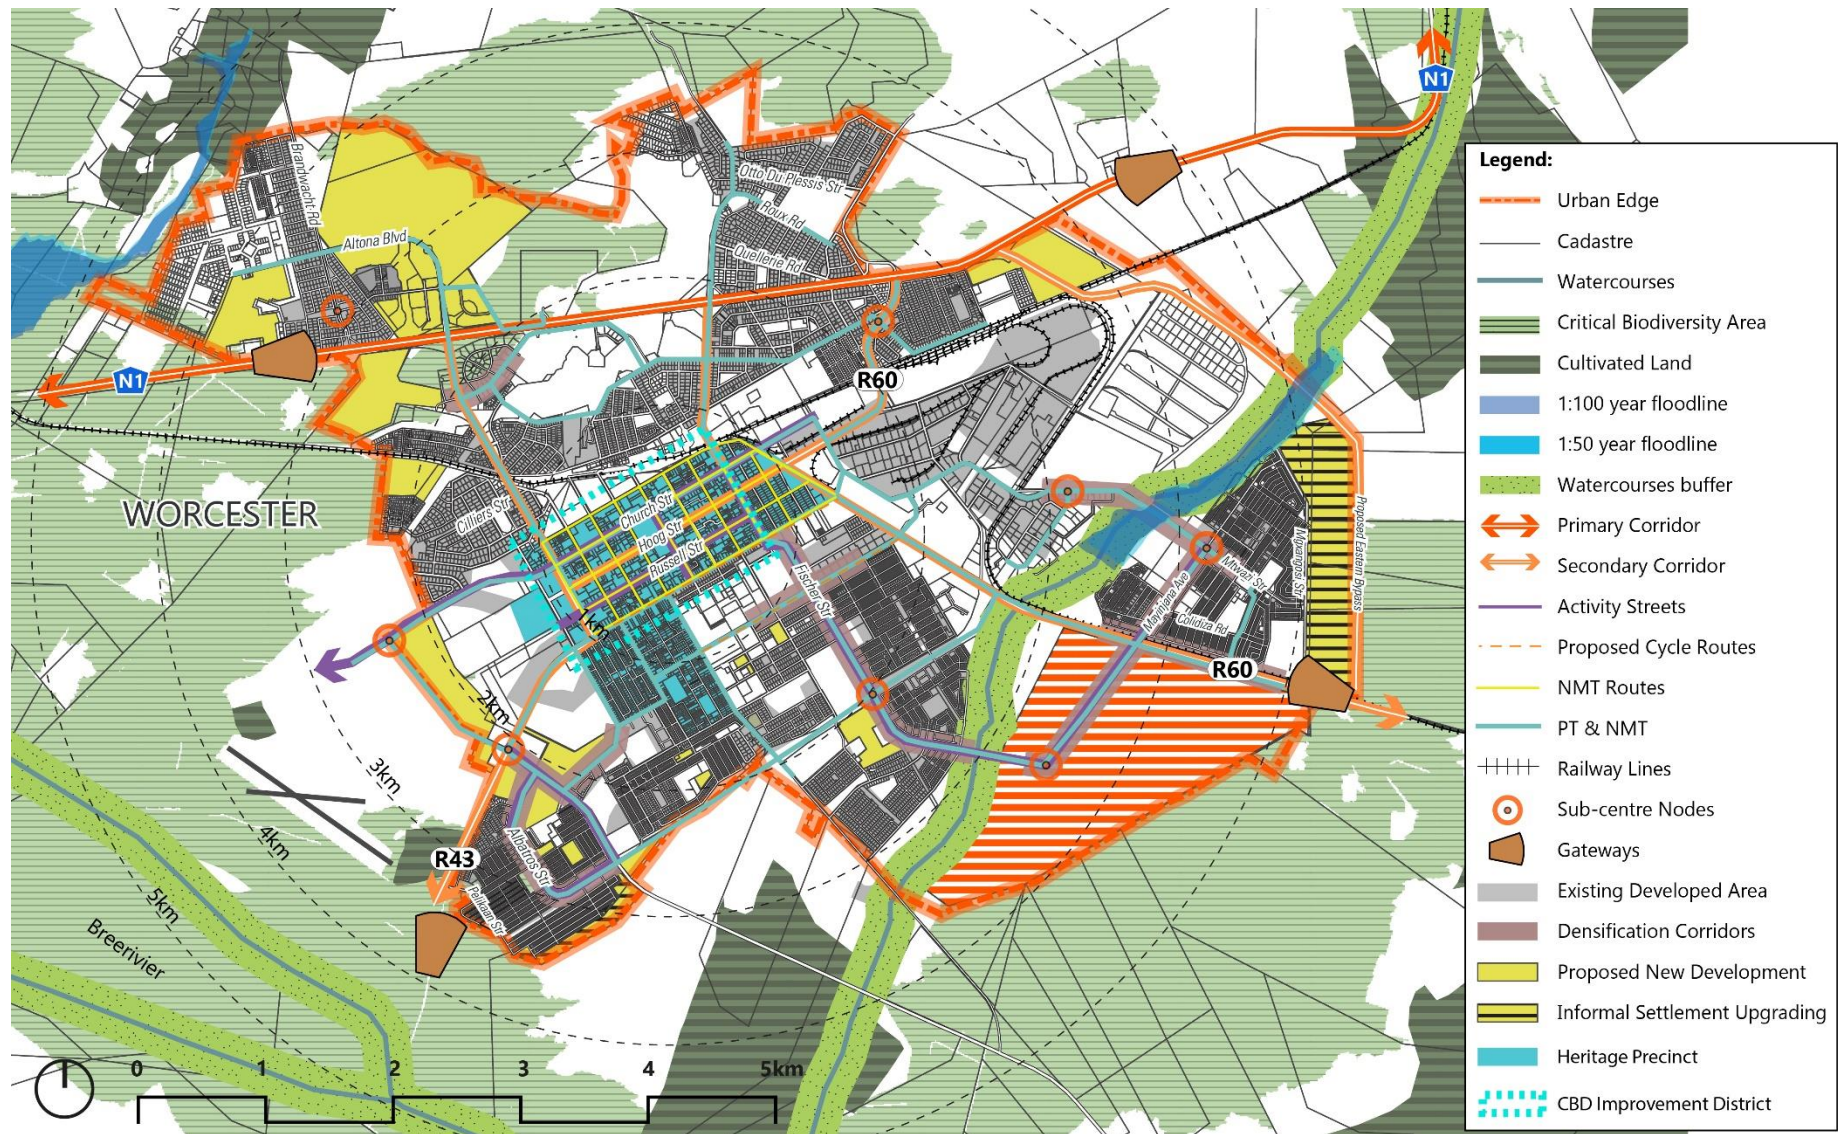 N1
Brandwacht Rd
Otto Du Plessis Str
Roux Rd
Altona Blvd
Quellerie Rd
N1
R60
WORCESTER
Cilliers Str
Church Str
Hoog Str
Russell Str
Fischer Str
1km
2km
3km
4km
5km
Mtwazi Str
Mgwangosi Str
Proposed Eastern Bypass
Mayinjana Ave
Colidiza Rd
R60
R43
Albatros Str
Pelikaan Str
Breerivier
0 1 2 3 4 5km
Legend:
Urban Edge
Cadastre
Watercourses
Critical Biodiversity Area
Cultivated Land
1:100 year floodline
1:50 year floodline
Watercourses buffer
Primary Corridor
Secondary Corridor
Activity Streets
Proposed Cycle Routes
NMT Routes
PT & NMT
Railway Lines
Sub-centre Nodes
Gateways
Existing Developed Area
Densification Corridors
Proposed New Development
Informal Settlement Upgrading
Heritage Precinct
CBD Improvement District